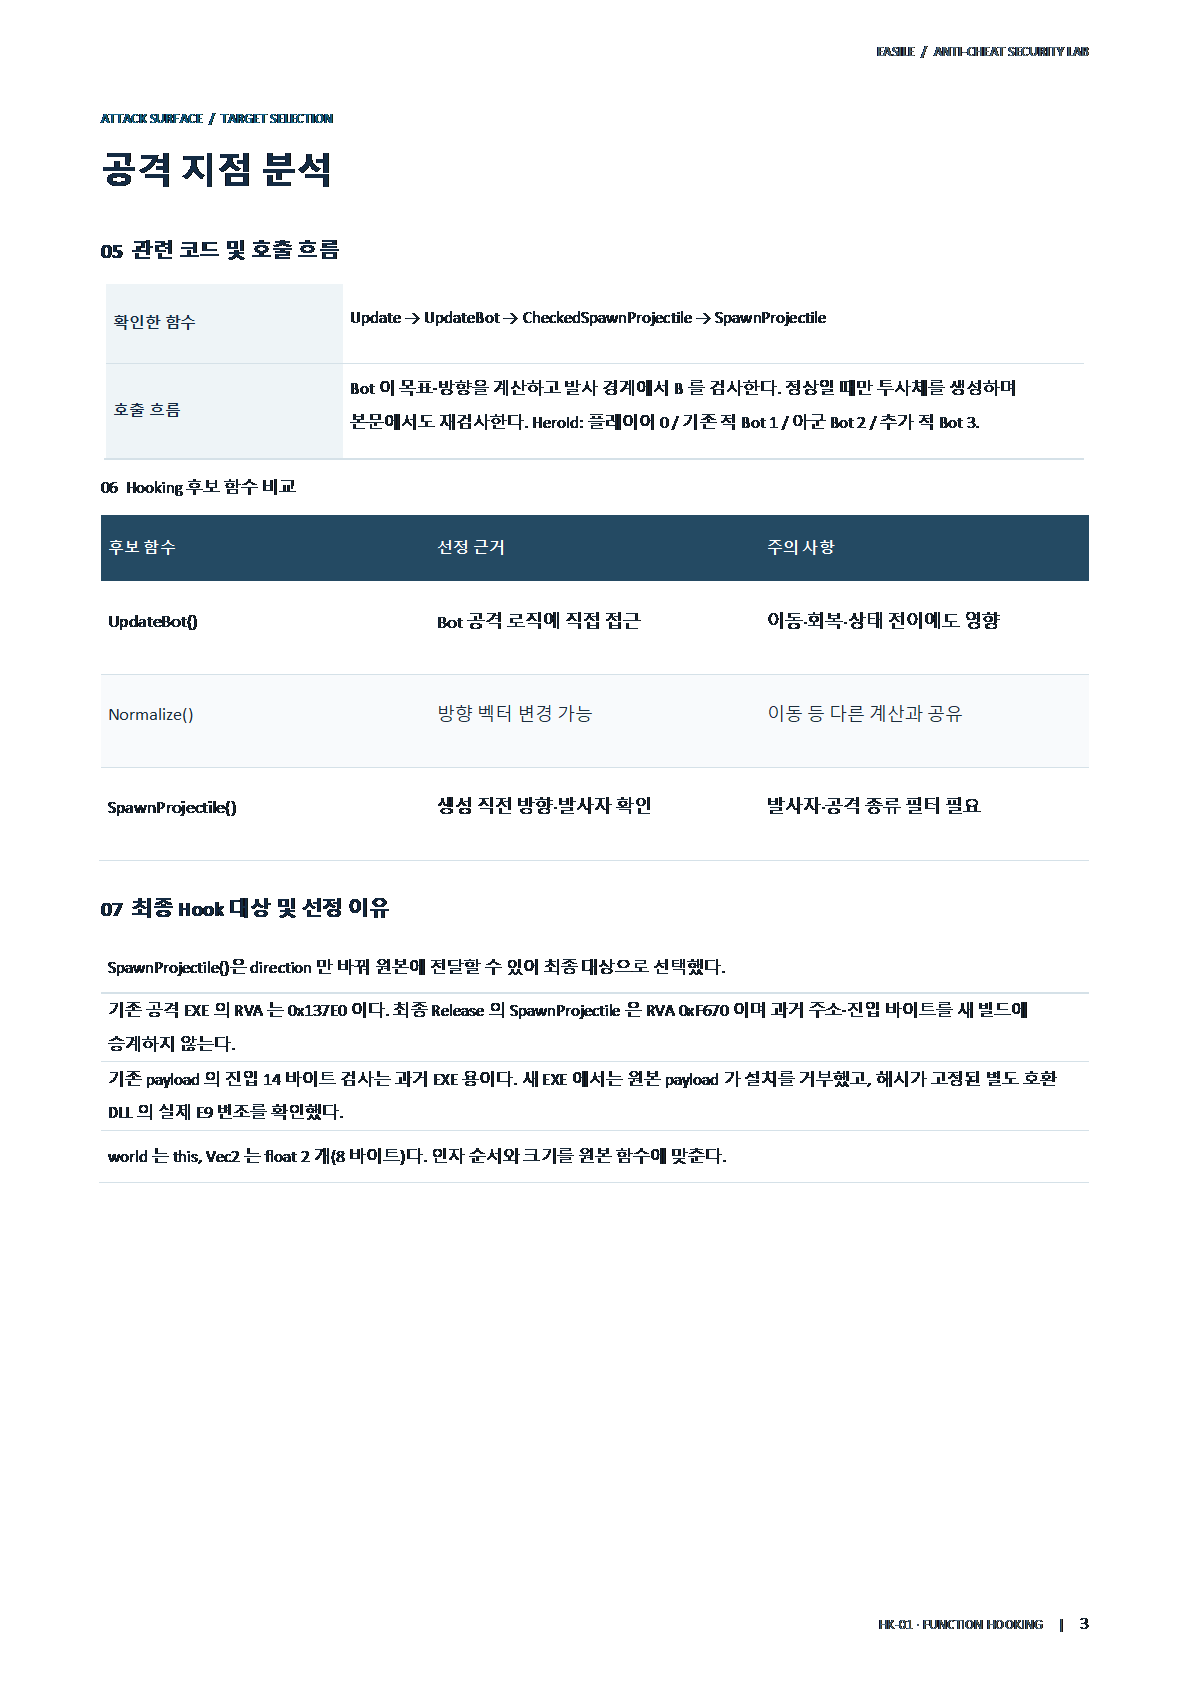 EASILE / ANTI-CHEAT SECURITY LAB
ATTACK SURFACE / TARGET SELECTION
공격 지점 분석
05 관련 코드 및 호출 흐름
확인한 함수
Update → UpdateBot → CheckedSpawnProjectile → SpawnProjectile
호출 흐름
Bot 이 목표·방향을 계산하고 발사 경계에서 B 를 검사한다. 정상일 때만 투사체를 생성하며
본문에서도 재검사한다. HeroId: 플레이어 0 / 기존 적 Bot 1 / 아군 Bot 2 / 추가 적 Bot 3.
06 Hooking 후보 함수 비교
후보 함수 선정 근거 주의 사항
UpdateBot() Bot 공격 로직에 직접 접근 이동·회복·상태 전이에도 영향
Normalize() 방향 벡터 변경 가능 이동 등 다른 계산과 공유
SpawnProjectile() 생성 직전 방향·발사자 확인 발사자·공격 종류 필터 필요
07 최종 Hook 대상 및 선정 이유
SpawnProjectile()은 direction 만 바꿔 원본에 전달할 수 있어 최종 대상으로 선택했다.
기존 공격 EXE 의 RVA 는 0x137E0 이다. 최종 Release 의 SpawnProjectile 은 RVA 0xF670 이며 과거 주소·진입 바이트를 새 빌드에
승계하지 않는다.
기존 payload 의 진입 14 바이트 검사는 과거 EXE 용이다. 새 EXE 에서는 원본 payload 가 설치를 거부했고, 해시가 고정된 별도 호환
DLL 의 실제 E9 변조를 확인했다.
world 는 this, Vec2 는 float 2 개(8 바이트)다. 인자 순서와 크기를 원본 함수에 맞춘다.
HK-01 · FUNCTION HOOKING | 3